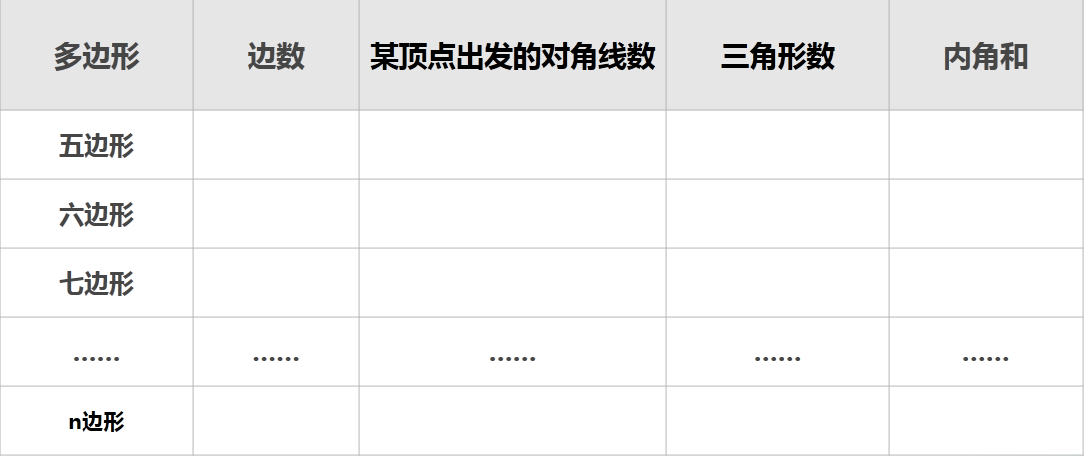 多边形 边数 某顶点出发的对角线数 三角形数 内角和
五边形
六边形
七边形
…… …… …… …… ……
n边形